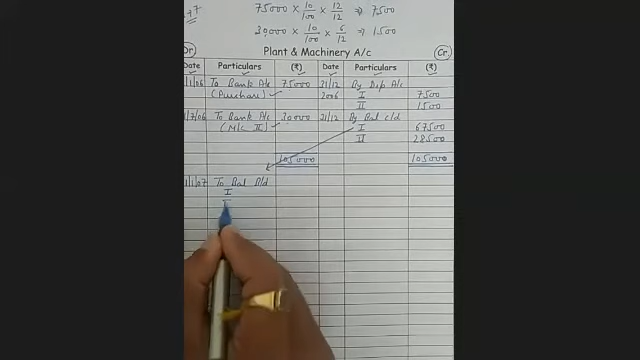 75000 × 10/100 × 12/12 ⇒ 7500
30000 × 10/100 × 6/12 ⇒ 1500
Dr Plant & Machinery A/c Cr
Date Particulars (₹) Date Particulars (₹)
1/1/06 To Bank A/c 75000 31/12 By Dep A/c
(Purchase) 2006 I 7500
II 1500
1/7/06 To Bank A/c 30000 31/12 By Bal c/d
(M/c II) I 67500
II 28500
105000 105000
1/1/07 To Bal b/d
I